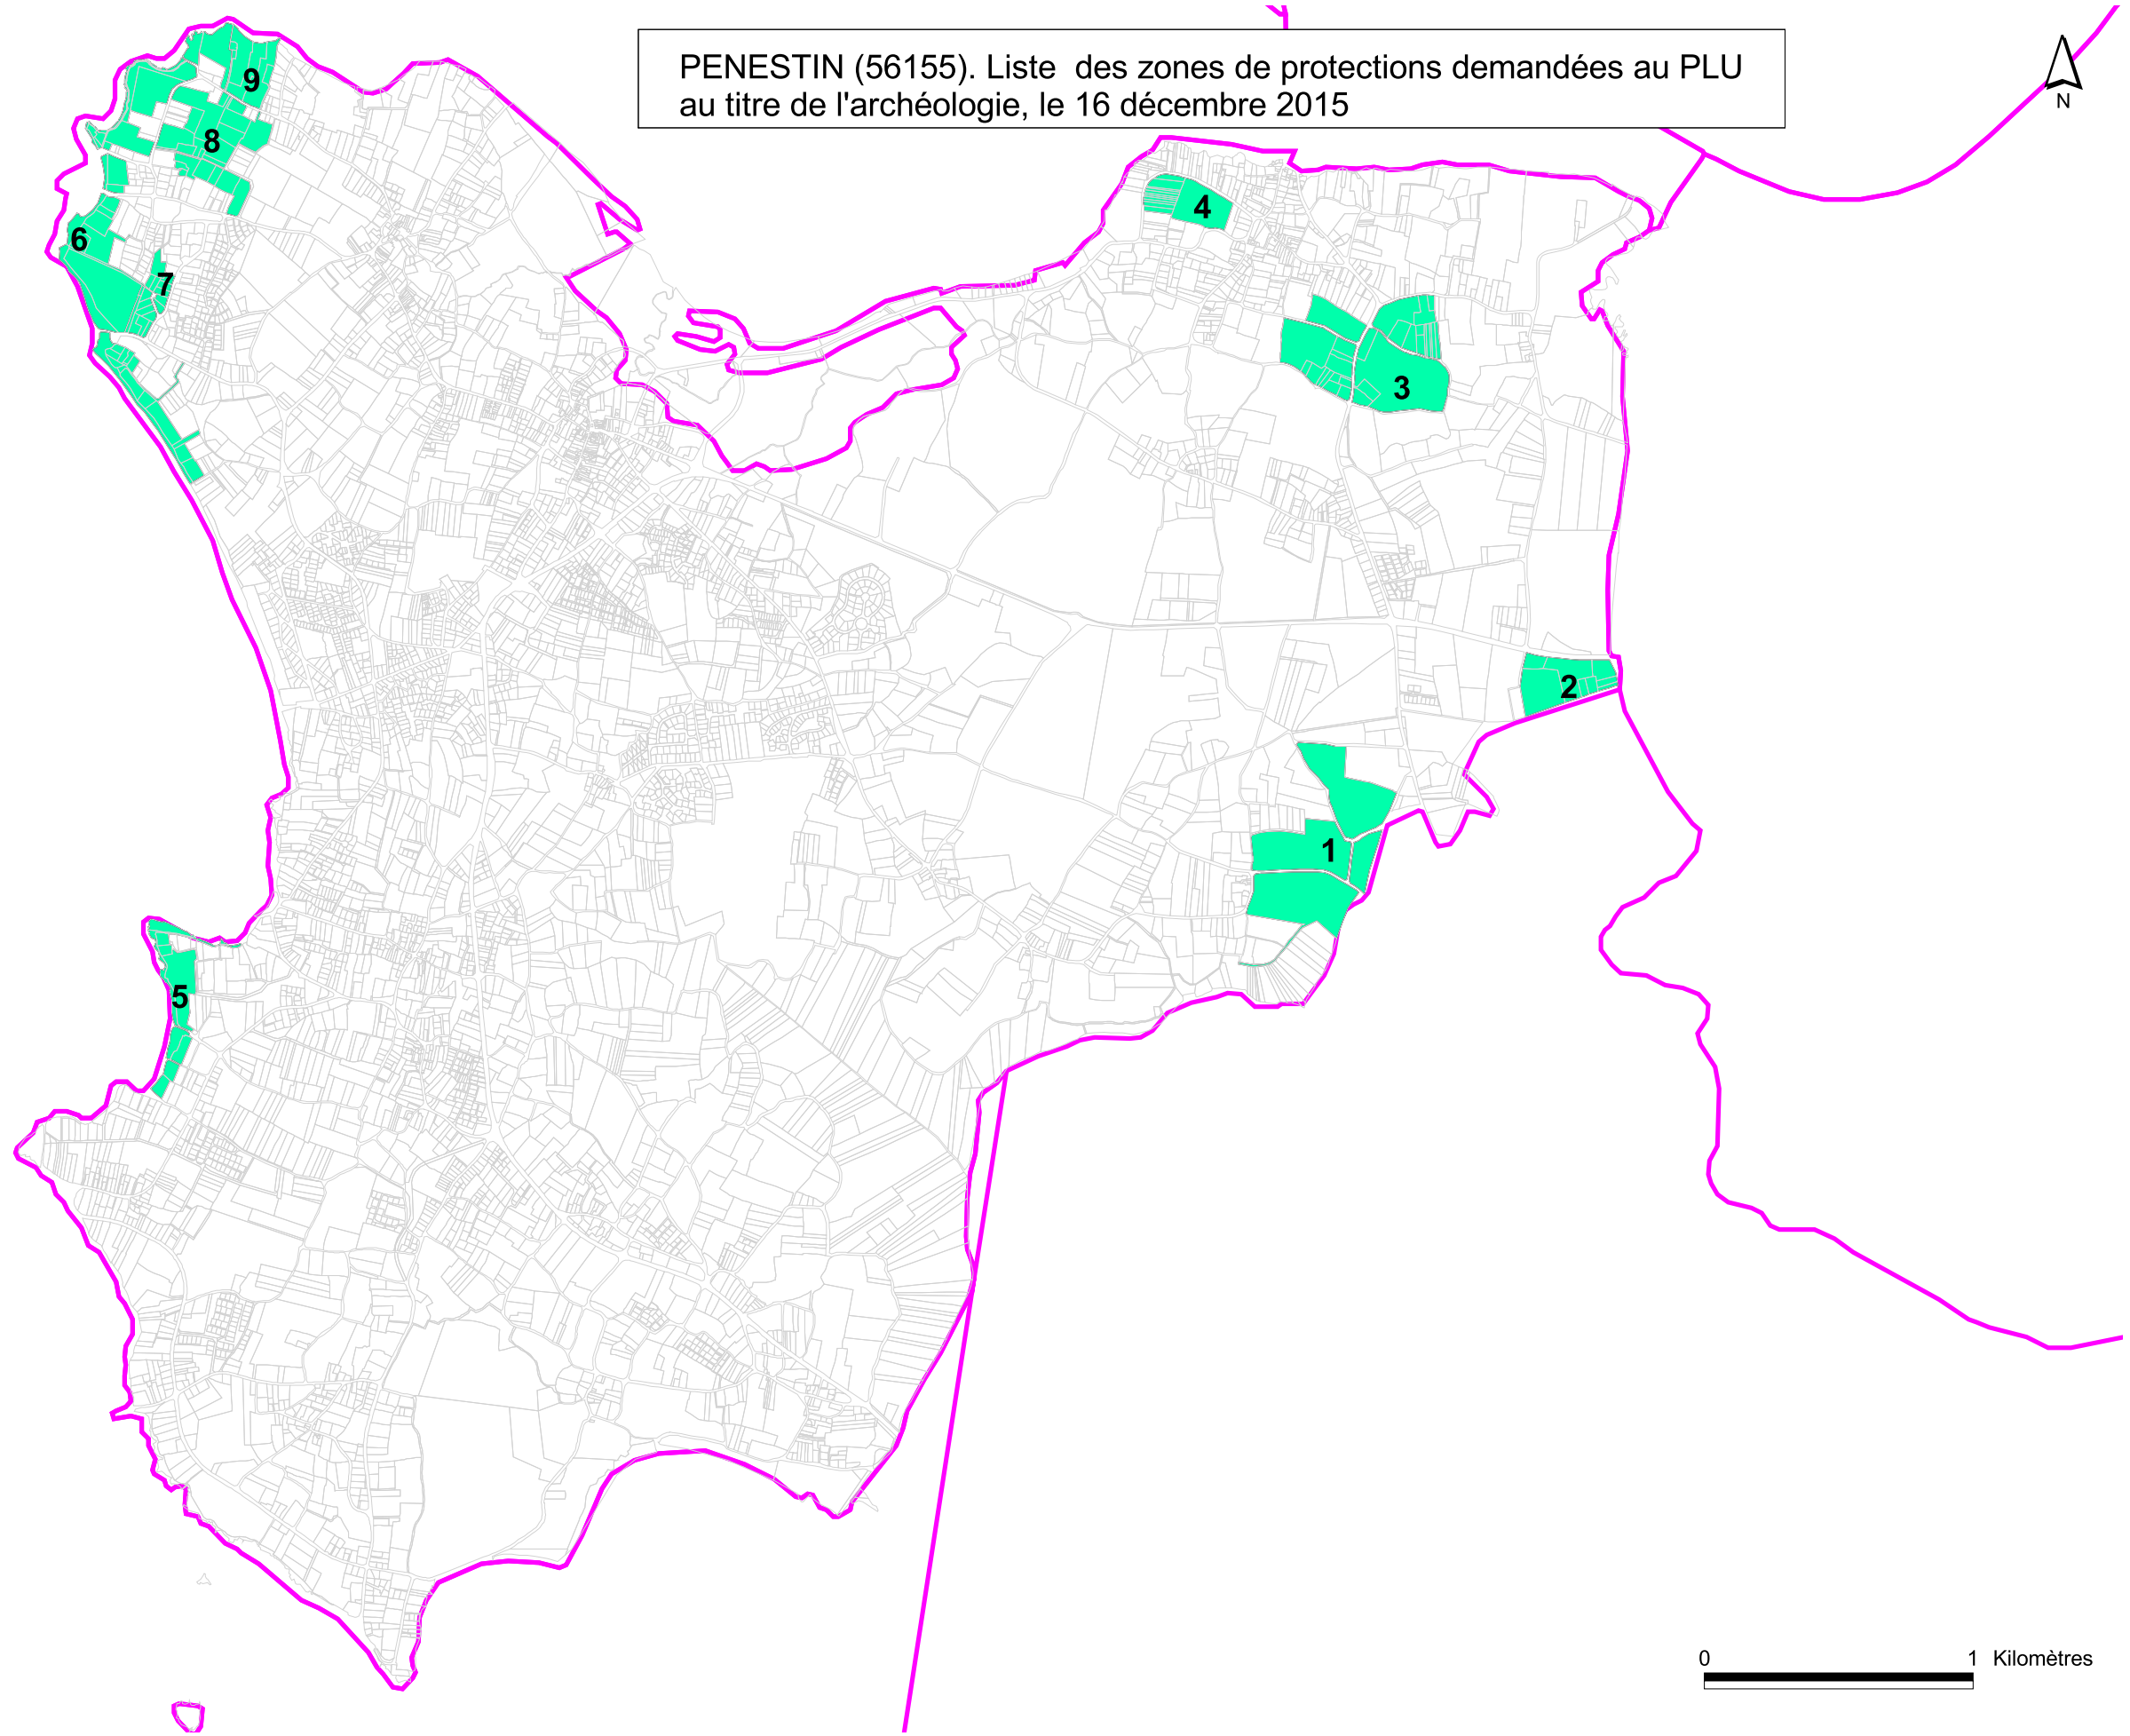 PENESTIN (56155). Liste des zones de protections demandées au PLU
au titre de l'archéologie, le 16 décembre 2015
N
9
8
4
6
7
3
2
1
5
0 1 Kilomètres